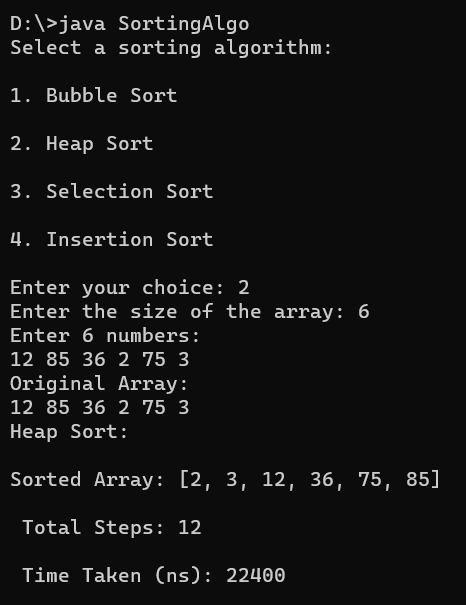 D:\>java SortingAlgo
Select a sorting algorithm:
1. Bubble Sort
2. Heap Sort
3. Selection Sort
4. Insertion Sort
Enter your choice: 2
Enter the size of the array: 6
Enter 6 numbers:
12 85 36 2 75 3
Original Array:
12 85 36 2 75 3
Heap Sort:
Sorted Array: [2, 3, 12, 36, 75, 85]
Total Steps: 12
Time Taken (ns): 22400